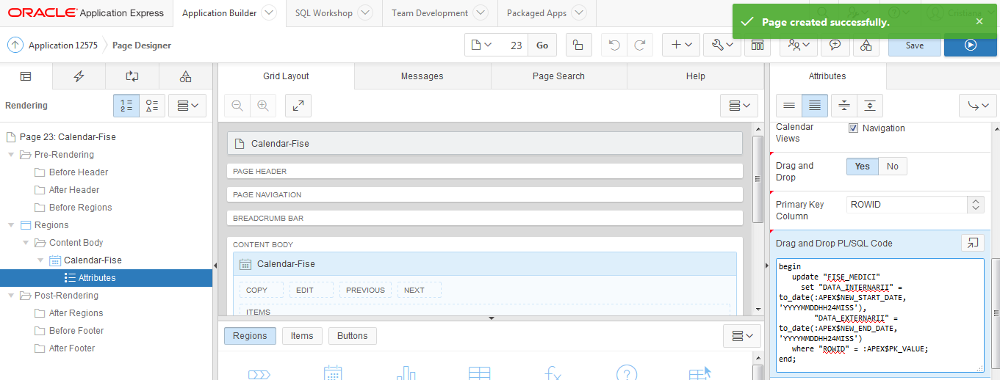 ORACLE Application Express
Application Builder
SQL Workshop
Team Development
Packaged Apps
Cristiana
Page created successfully.
Application 12575
Page Designer
23
Go
Save
Grid Layout
Messages
Page Search
Help
Attributes
Rendering
Page 23: Calendar-Fise
Pre-Rendering
Before Header
After Header
Before Regions
Regions
Content Body
Calendar-Fise
Attributes
Post-Rendering
After Regions
Before Footer
After Footer
Calendar-Fise
PAGE HEADER
PAGE NAVIGATION
BREADCRUMB BAR
CONTENT BODY
Calendar-Fise
COPY
EDIT
PREVIOUS
NEXT
ITEMS
Regions
Items
Buttons
Calendar
Views
Navigation
Drag and
Drop
Yes
No
Primary Key
Column
ROWID
Drag and Drop PL/SQL Code
begin
update "FISE_MEDICI"
set "DATA_INTERNARII" =
to_date(:APEX$NEW_START_DATE,
'YYYYMMDDHH24MISS'),
"DATA_EXTERNARII" =
to_date(:APEX$NEW_END_DATE,
'YYYYMMDDHH24MISS')
where "ROWID" = :APEX$PK_VALUE;
end;